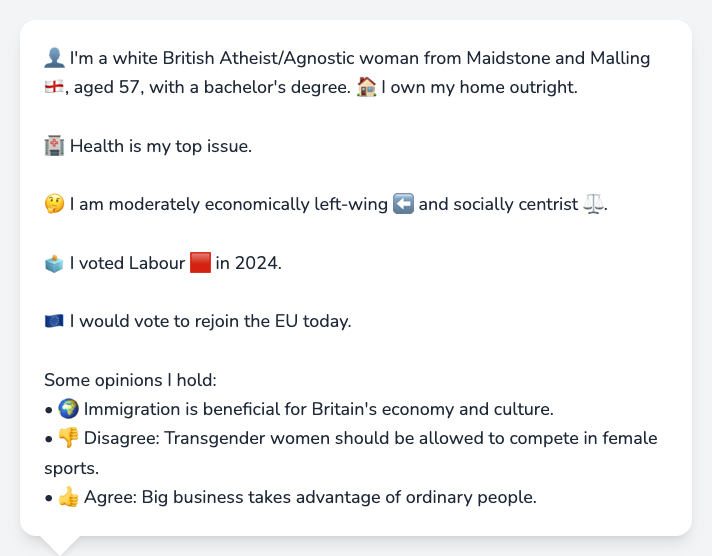 👤 I'm a white British Atheist/Agnostic woman from Maidstone and Malling
🏴󠁧󠁢󠁥󠁮󠁧󠁿, aged 57, with a bachelor's degree. 🏠 I own my home outright.
🏥 Health is my top issue.
🤔 I am moderately economically left-wing ⬅️ and socially centrist ⚖️.
🗳️ I voted Labour 🟥 in 2024.
🇪🇺 I would vote to rejoin the EU today.
Some opinions I hold:
• 🌍 Immigration is beneficial for Britain's economy and culture.
• 👎 Disagree: Transgender women should be allowed to compete in female
sports.
• 👍 Agree: Big business takes advantage of ordinary people.